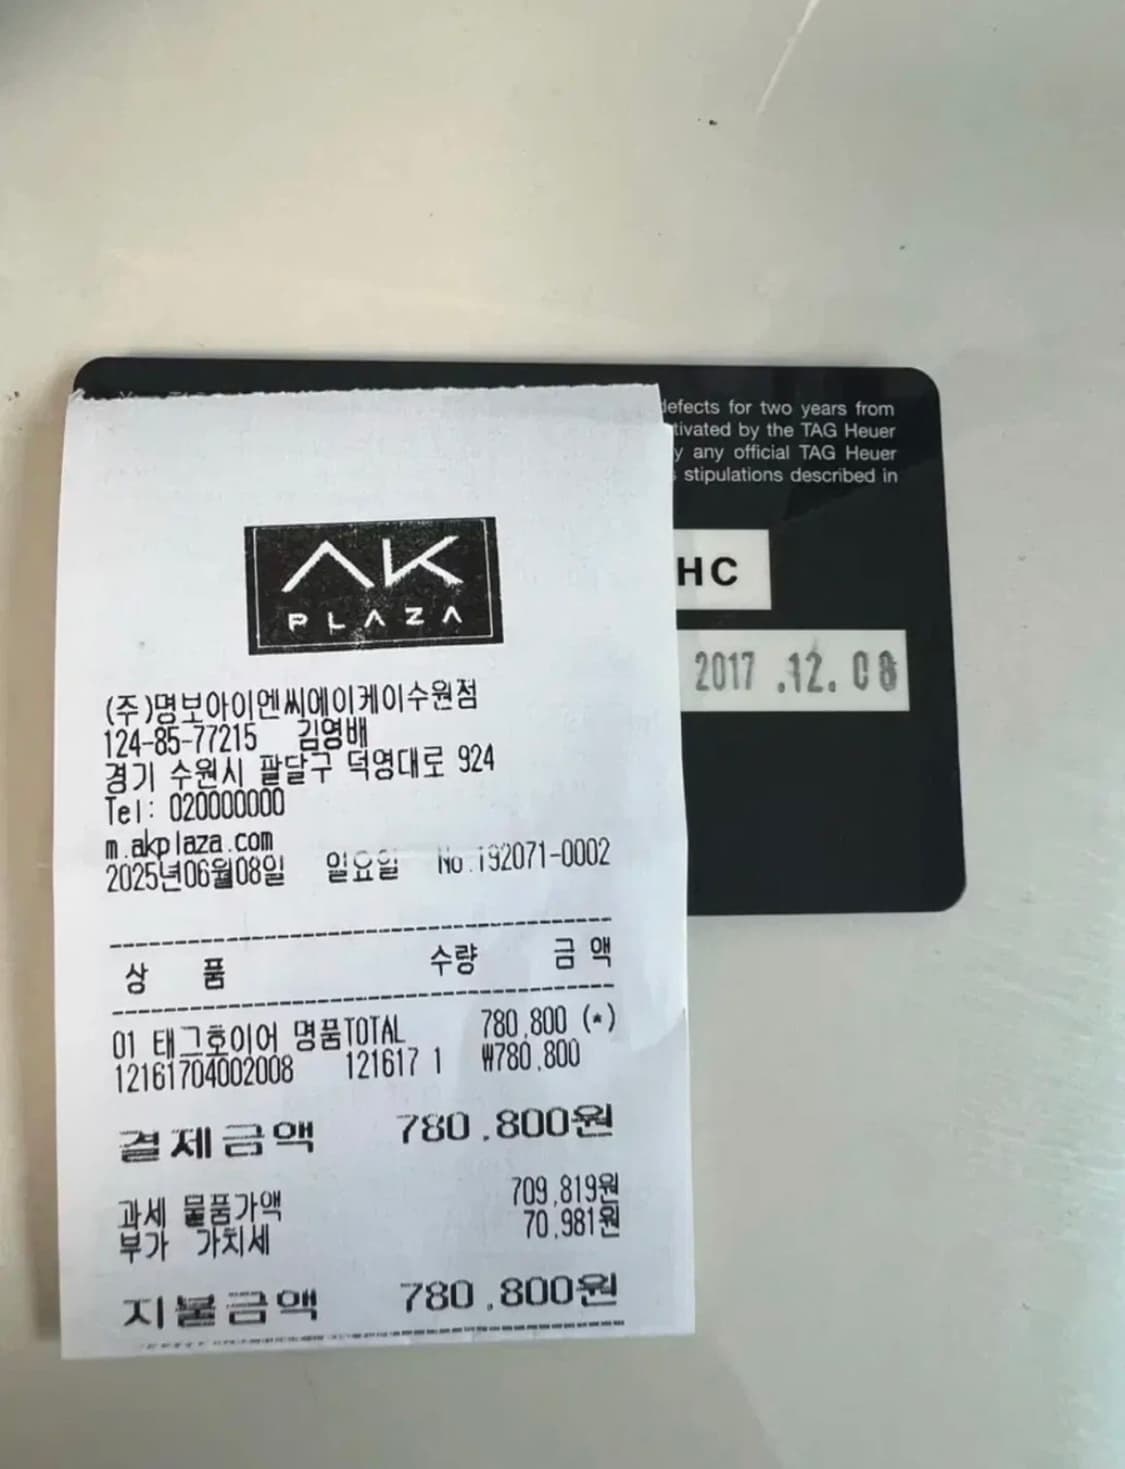 defects for two years from
tivated by the TAG Heuer
y any official TAG Heuer
stipulations described in
HC
2017 .12. 08
AK
PLAZA
(주)명보아이엔씨에이케이수원점
124-85-77215 김영배
경기 수원시 팔달구 덕영대로 924
Tel: 020000000
m.akplaza.com
2025년06월08일 일요일 No.192071-0002
상 품 수량 금 액
01 태그호이어 명품TOTAL 780,800 (*)
12161704002008 121617 1 ₩780,800
결제금액 780,800원
과세 물품가액 709,819원
부가 가치세 70,981원
지불금액 780,800원